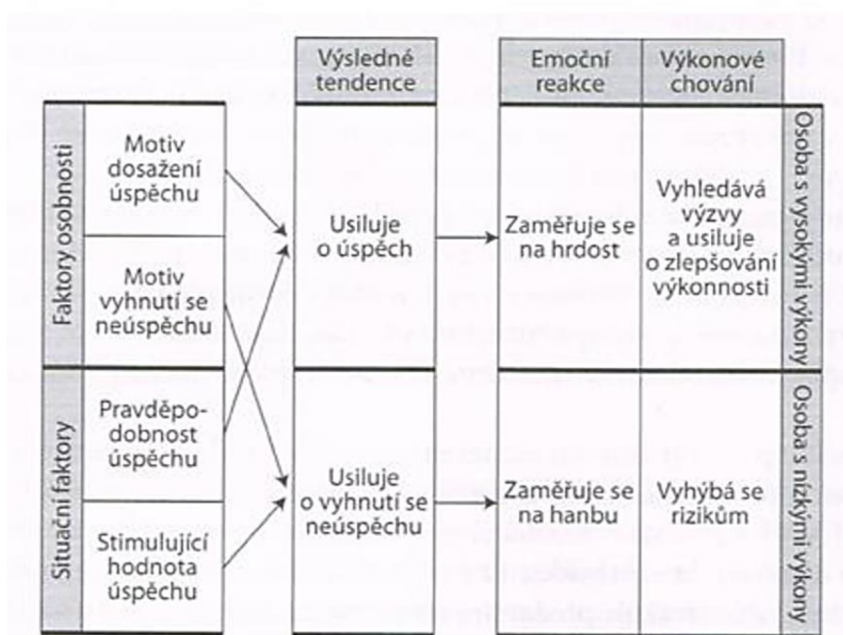 Výsledné
tendence
Emoční
reakce
Výkonové
chování
Faktory osobnosti
Motiv
dosažení
úspěchu
Motiv
vyhnutí se
neúspěchu
Usiluje
o úspěch
Zaměřuje se
na hrdost
Vyhledává
výzvy
a usiluje
o zlepšování
výkonnosti
Osoba s vysokými výkony
Situační faktory
Pravděpo-
dobnost
úspěchu
Stimulující
hodnota
úspěchu
Usiluje
o vyhnutí se
neúspěchu
Zaměřuje se
na hanbu
Vyhýbá se
rizikům
Osoba s nízkými výkony